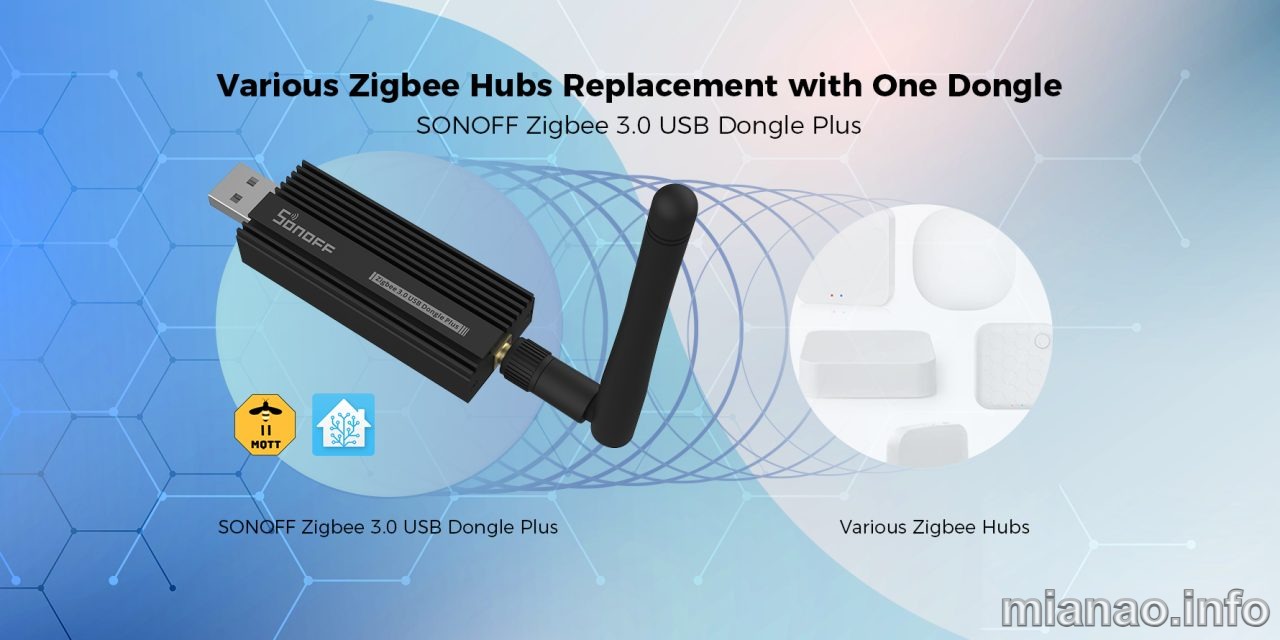 Various Zigbee Hubs Replacement with One Dongle
SONOFF Zigbee 3.0 USB Dongle Plus
SONOFF
Zigbee 3.0 USB Dongle Plus
MQTT
SONOFF Zigbee 3.0 USB Dongle Plus
Various Zigbee Hubs
mianao.info